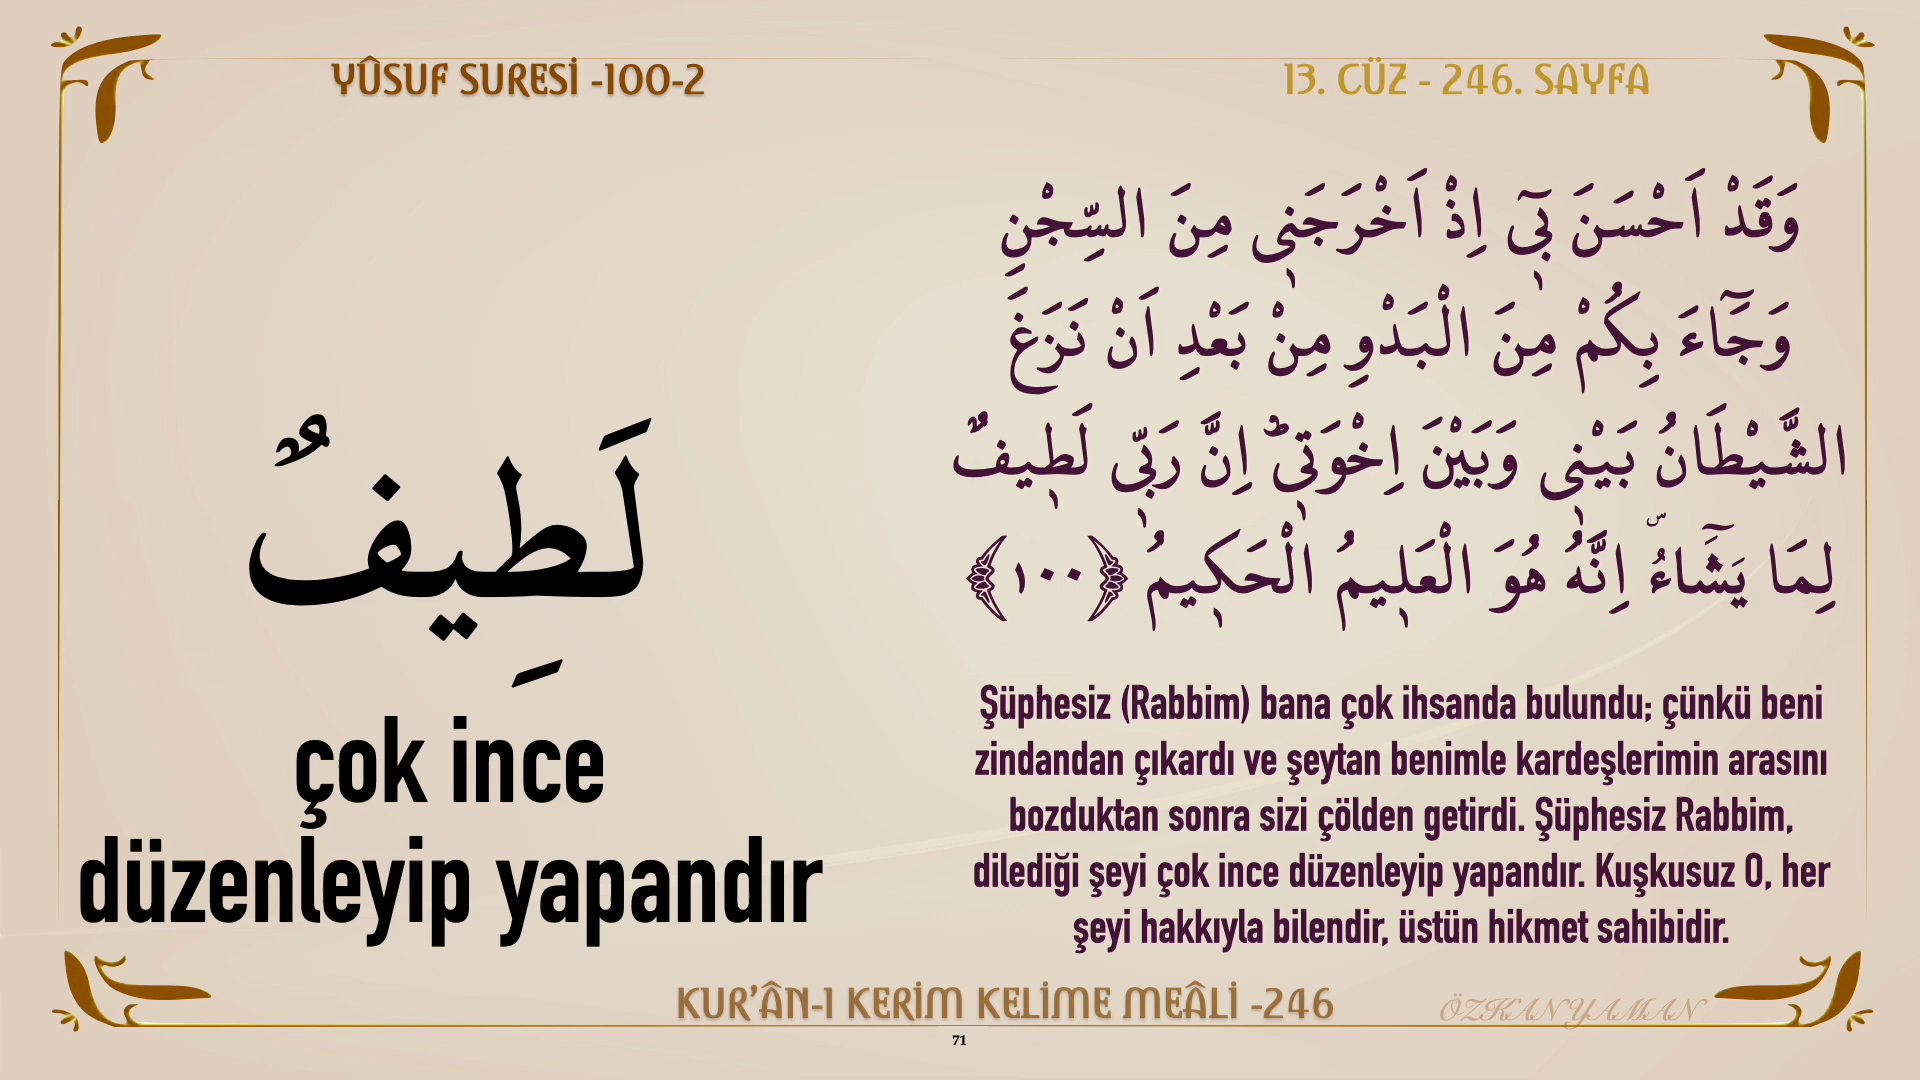 YÛSUF SURESİ -100-2
13. CÜZ - 246. SAYFA
وَقَدْ اَحْسَنَ بٖٓي اِذْ اَخْرَجَنٖي مِنَ السِّجْنِ
وَجَٓاءَ بِكُمْ مِنَ الْبَدْوِ مِنْ بَعْدِ اَنْ نَزَغَ
الشَّيْطَانُ بَيْنٖي وَبَيْنَ اِخْوَتٖيؕ اِنَّ رَبّٖي لَطٖيفٌ
لِمَا يَشَٓاءُؕ اِنَّهُ هُوَ الْعَلٖيمُ الْحَكٖيمُ ﴿١٠٠﴾
لَطِيفٌ
çok ince
düzenleyip yapandır
Şüphesiz (Rabbim) bana çok ihsanda bulundu; çünkü beni
zindandan çıkardı ve şeytan benimle kardeşlerimin arasını
bozduktan sonra sizi çölden getirdi. Şüphesiz Rabbim,
dilediği şeyi çok ince düzenleyip yapandır. Kuşkusuz O, her
şeyi hakkıyla bilendir, üstün hikmet sahibidir.
KUR'ÂN-I KERİM KELİME MEÂLİ -246
ÖZKAN YAMAN
71